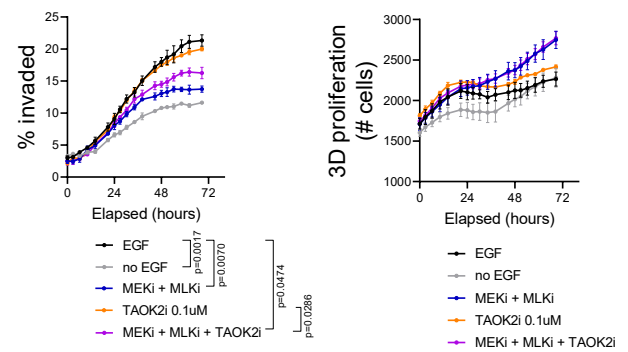 % invaded
25
20
15
10
5
0
0 24 48 72
Elapsed (hours)
EGF
no EGF
MEKi + MLKi
TAOK2i 0.1uM
MEKi + MLKi + TAOK2i
p=0.0017
p=0.0070
p=0.0474
p=0.0286
3D proliferation
(# cells)
3000
2500
2000
1500
1000
0 24 48 72
Elapsed (hours)
EGF
no EGF
MEKi + MLKi
TAOK2i 0.1uM
MEKi + MLKi + TAOK2i